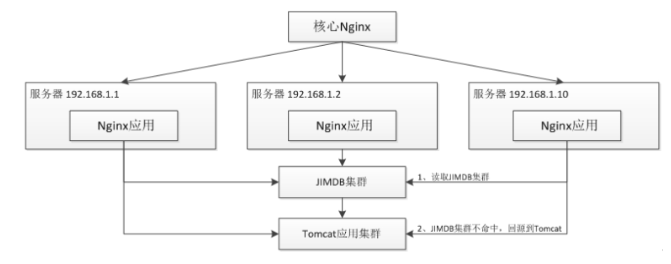 核心Nginx
服务器 192.168.1.1
服务器 192.168.1.2
服务器 192.168.1.10
Nginx应用
Nginx应用
Nginx应用
JIMDB集群
1、读取JIMDB集群
Tomcat应用集群
2、JIMDB集群不命中，回源到Tomcat